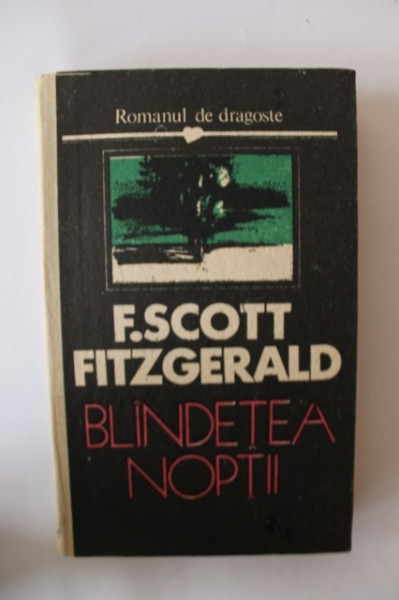 Romanul de dragoste
F.SCOTT
FITZGERALD
BLÎNDEȚEA
NOPȚII